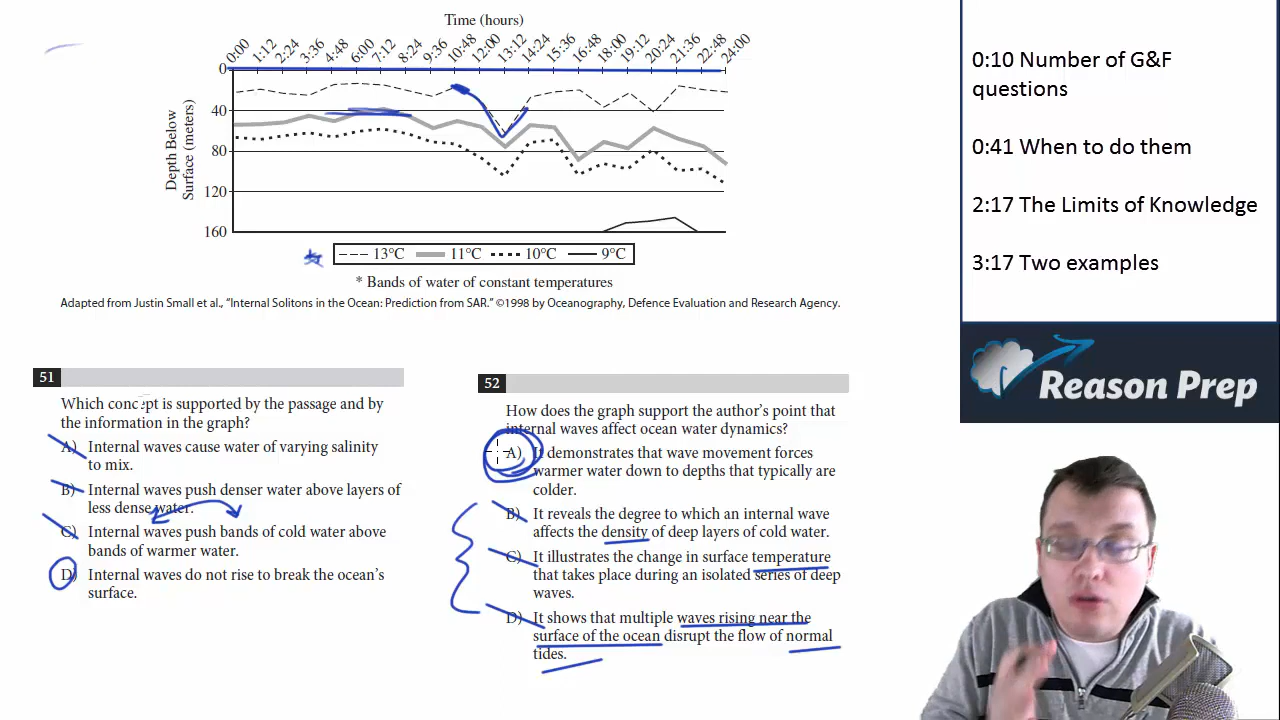 Time (hours)
0:00 1:12 2:24 3:36 4:48 6:00 7:12 8:24 9:36 10:48 12:00 13:12 14:24 15:36 16:48 18:00 19:12 20:24 21:36 22:48 24:00
Depth Below
Surface (meters)
0
40
80
120
160
13°C 11°C 10°C 9°C
* Bands of water of constant temperatures
Adapted from Justin Small et al., "Internal Solitons in the Ocean: Prediction from SAR." ©1998 by Oceanography, Defence Evaluation and Research Agency.
51
Which concept is supported by the passage and by
the information in the graph?
A) Internal waves cause water of varying salinity
to mix.
B) Internal waves push denser water above layers of
less dense water.
C) Internal waves push bands of cold water above
bands of warmer water.
D) Internal waves do not rise to break the ocean's
surface.
52
How does the graph support the author's point that
internal waves affect ocean water dynamics?
A) It demonstrates that wave movement forces
warmer water down to depths that typically are
colder.
B) It reveals the degree to which an internal wave
affects the density of deep layers of cold water.
C) It illustrates the change in surface temperature
that takes place during an isolated series of deep
waves.
D) It shows that multiple waves rising near the
surface of the ocean disrupt the flow of normal
tides.
0:10 Number of G&F
questions
0:41 When to do them
2:17 The Limits of Knowledge
3:17 Two examples
Reason Prep